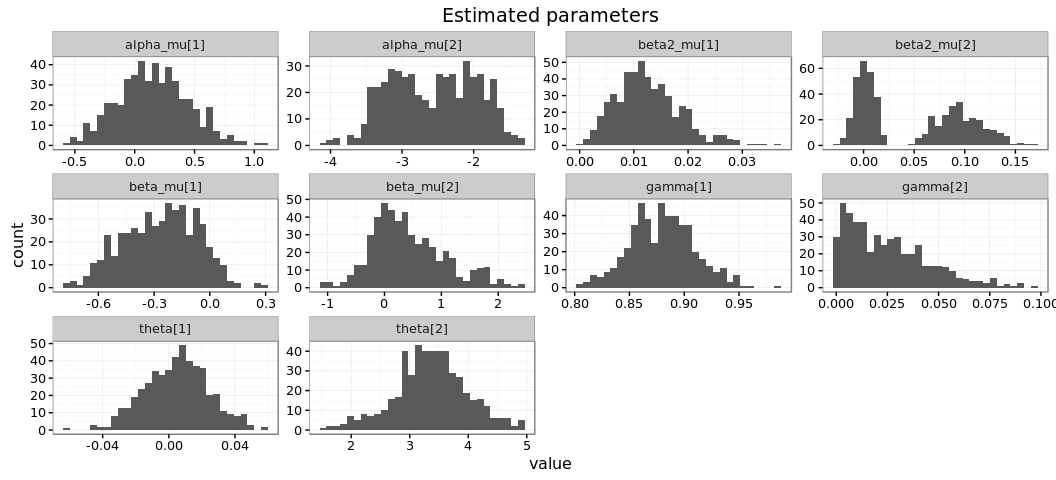 Estimated parameters
alpha_mu[1] alpha_mu[2] beta2_mu[1] beta2_mu[2]
40 30 20 10 0
30 20 10 0
50 40 30 20 10 0
60 40 20 0
-0.5 0.0 0.5 1.0
-4 -3 -2
0.00 0.01 0.02 0.03
0.00 0.05 0.10 0.15
beta_mu[1] beta_mu[2] gamma[1] gamma[2]
30 20 10 0
50 40 30 20 10 0
40 30 20 10 0
50 40 30 20 10 0
-0.6 -0.3 0.0 0.3
-1 0 1 2
0.80 0.85 0.90 0.95
0.000 0.025 0.050 0.075 0.100
theta[1] theta[2]
50 40 30 20 10 0
40 30 20 10 0
-0.04 0.00 0.04
2 3 4 5
count
value